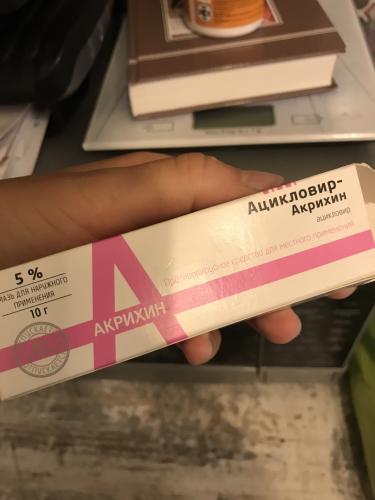 Ацикловир-
Акрихин
ацикловир
Противовирусное средство для местного применения
5 %
мазь для наружного
применения
10 г
АКРИХИН